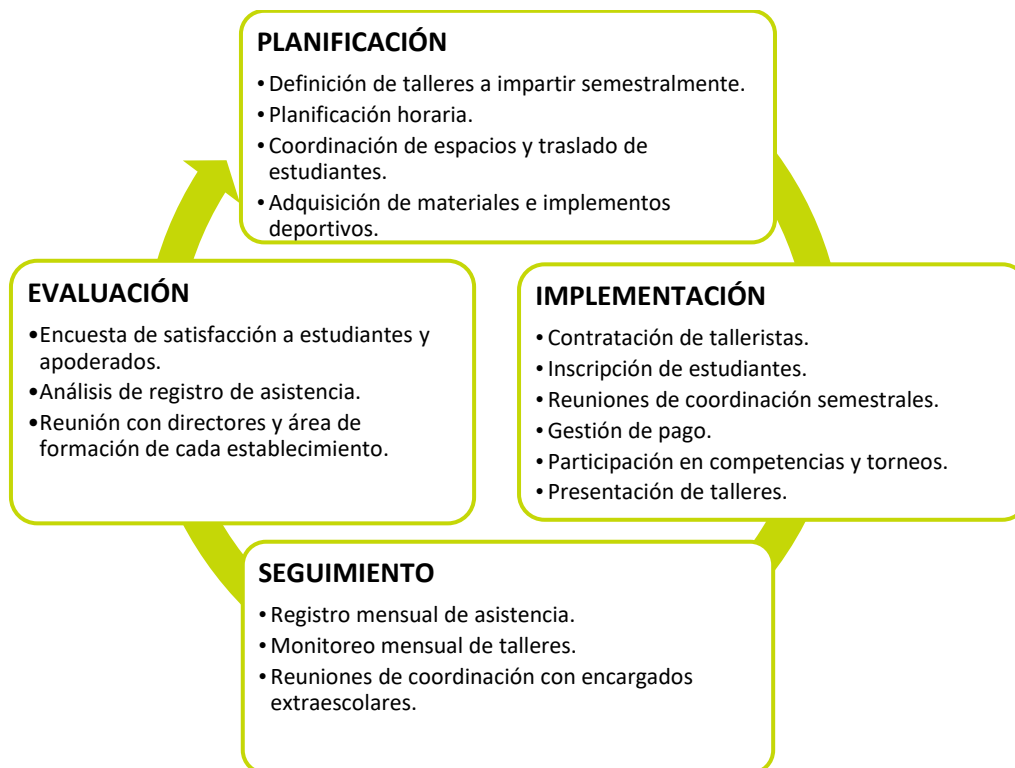 PLANIFICACIÓN
• Definición de talleres a impartir semestralmente.
• Planificación horaria.
• Coordinación de espacios y traslado de
estudiantes.
• Adquisición de materiales e implementos
deportivos.
IMPLEMENTACIÓN
• Contratación de talleristas.
• Inscripción de estudiantes.
• Reuniones de coordinación semestrales.
• Gestión de pago.
• Participación en competencias y torneos.
• Presentación de talleres.
SEGUIMIENTO
• Registro mensual de asistencia.
• Monitoreo mensual de talleres.
• Reuniones de coordinación con encargados
extraescolares.
EVALUACIÓN
•Encuesta de satisfacción a estudiantes y
apoderados.
•Análisis de registro de asistencia.
•Reunión con directores y área de
formación de cada establecimiento.